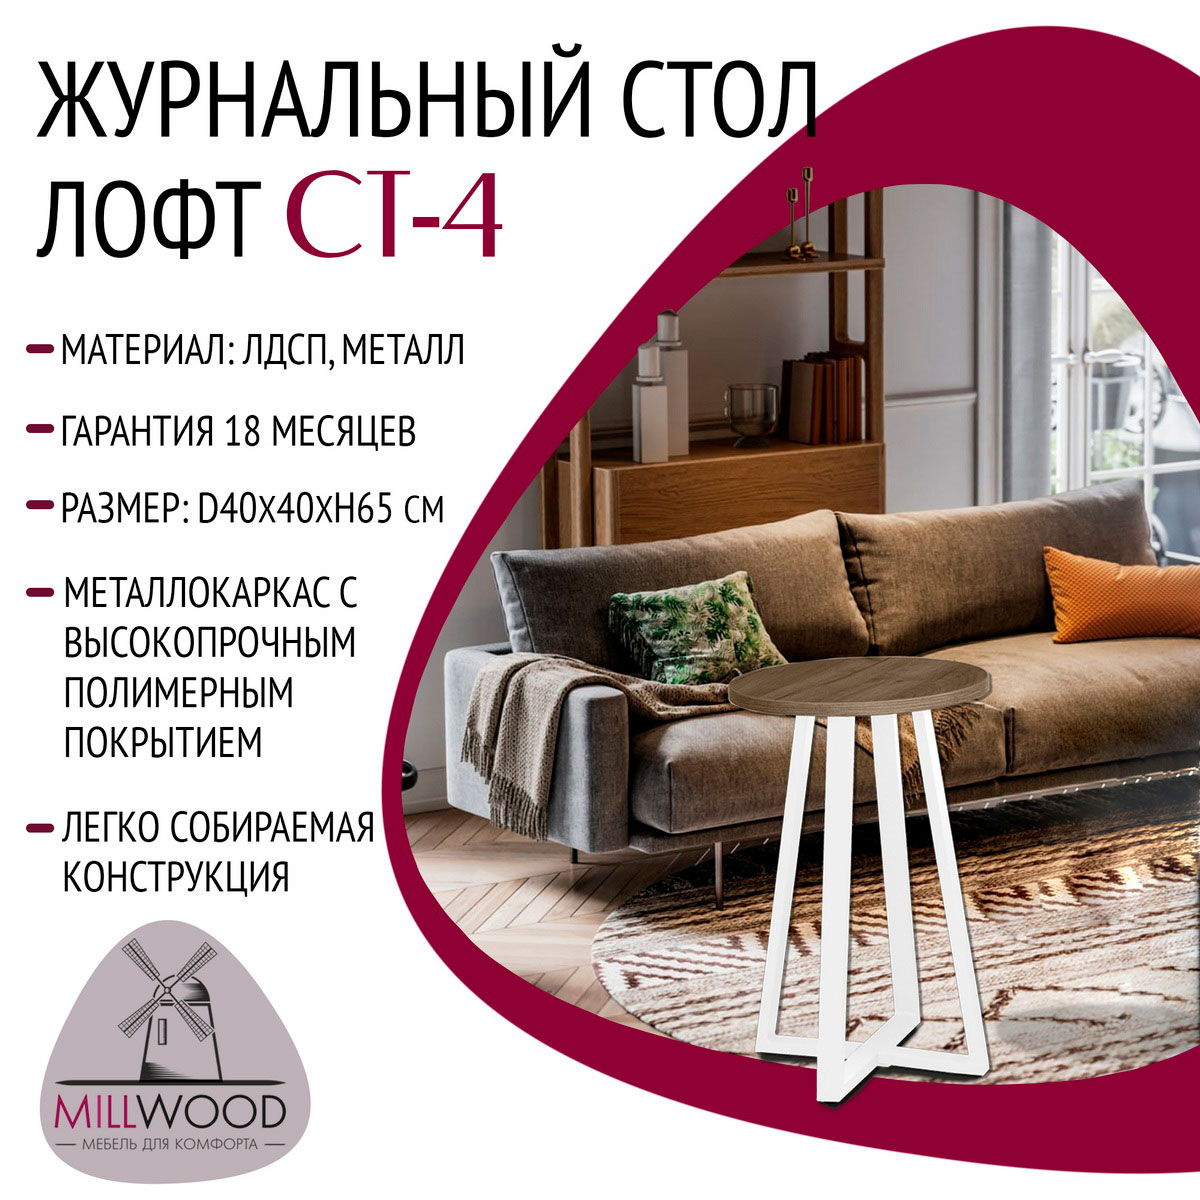 ЖУРНАЛЬНЫЙ СТОЛ
ЛОФТ СТ-4
МАТЕРИАЛ: ЛДСП, МЕТАЛЛ
ГАРАНТИЯ 18 МЕСЯЦЕВ
РАЗМЕР: D40х40хН65 см
МЕТАЛЛОКАРКАС С
ВЫСОКОПРОЧНЫМ
ПОЛИМЕРНЫМ
ПОКРЫТИЕМ
ЛЕГКО СОБИРАЕМАЯ
КОНСТРУКЦИЯ
MILLWOOD
— МЕБЕЛЬ ДЛЯ КОМФОРТА —